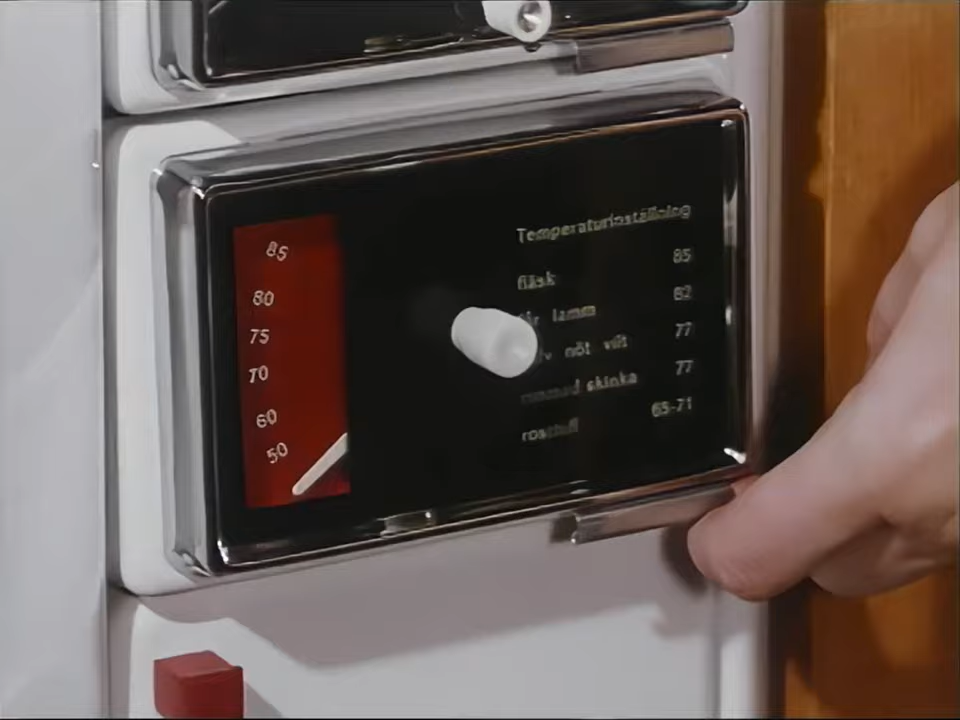 85
80
75
70
60
50
Temperaturinställning
fläsk 85
får lamm 82
nöt vilt 77
skinka 77
rostbiff 65-71